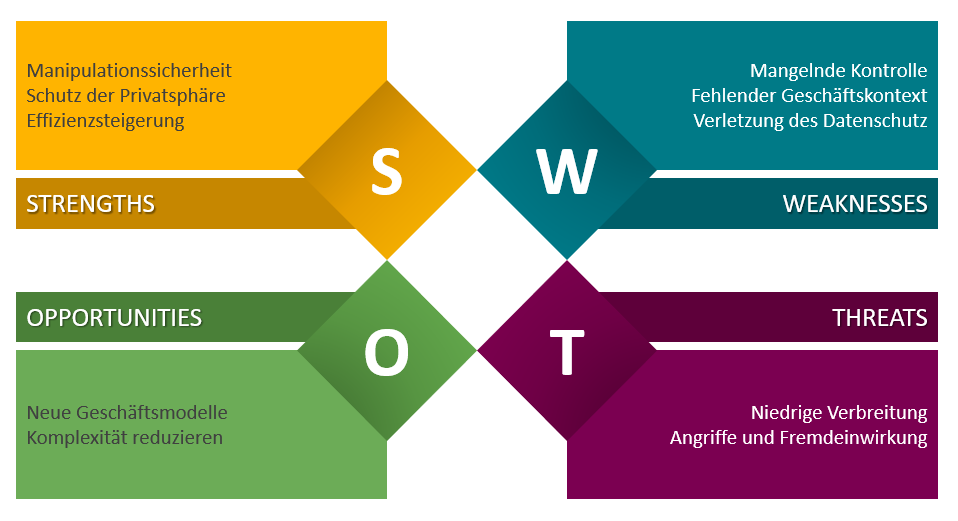 Manipulationssicherheit
Schutz der Privatsphäre
Effizienzsteigerung
S
STRENGTHS
Mangelnde Kontrolle
Fehlender Geschäftskontext
Verletzung des Datenschutz
W
WEAKNESSES
OPPORTUNITIES
O
Neue Geschäftsmodelle
Komplexität reduzieren
THREATS
T
Niedrige Verbreitung
Angriffe und Fremdeinwirkung